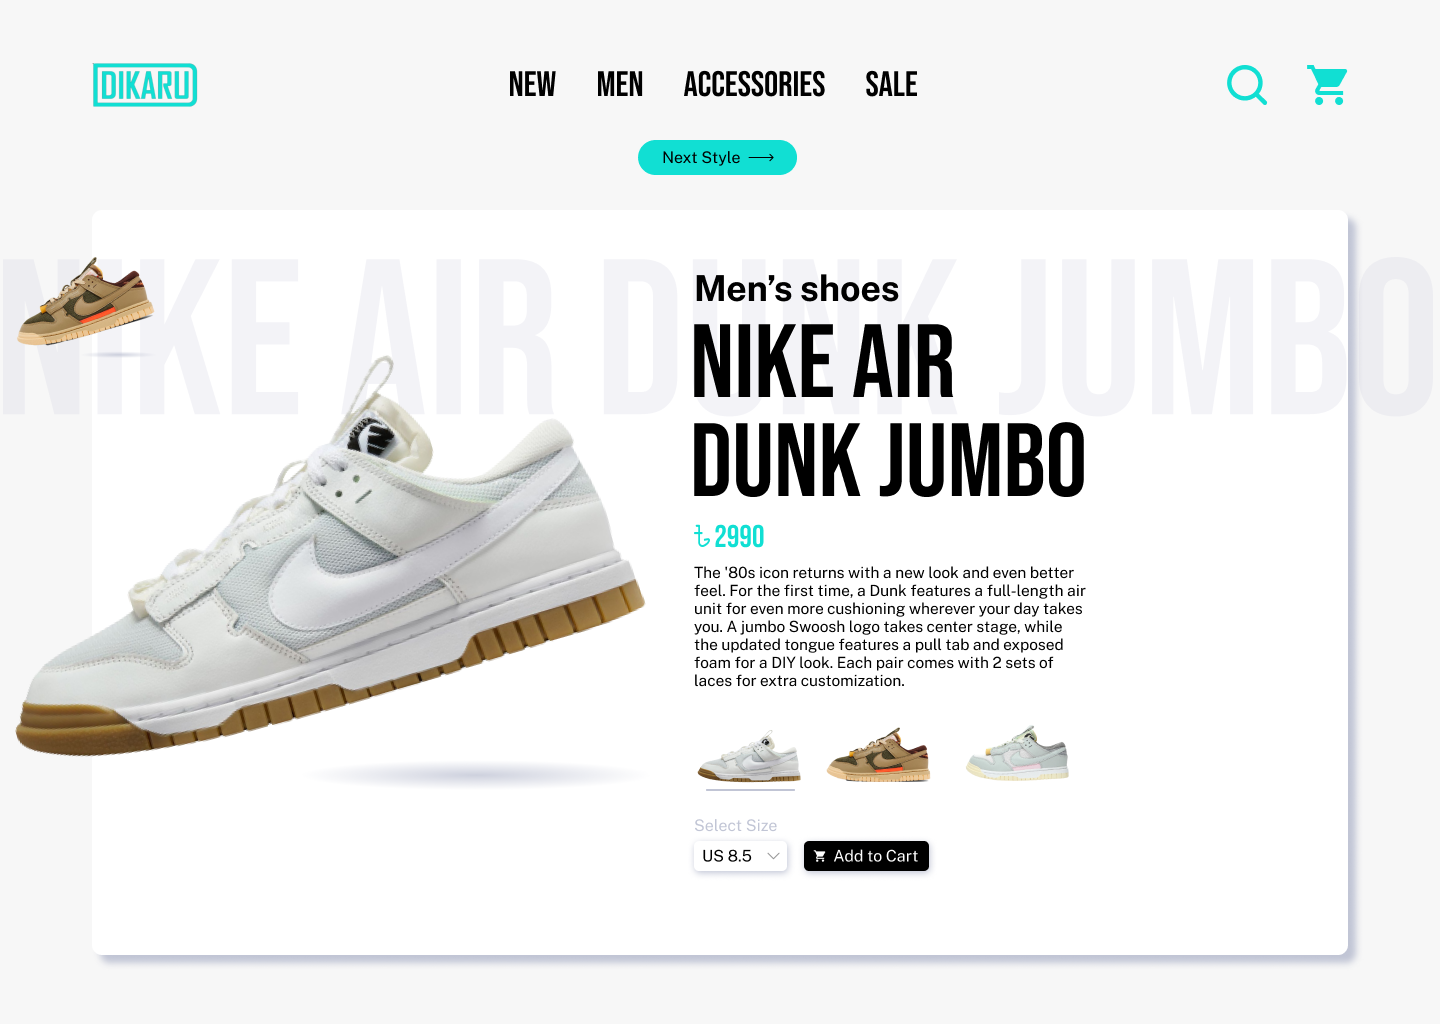 DIKARU
NEW MEN ACCESSORIES SALE
Next Style
NIKE AIR DUNK JUMBO
Men’s shoes
NIKE AIR
DUNK JUMBO
৳ 2990
The '80s icon returns with a new look and even better
feel. For the first time, a Dunk features a full-length air
unit for even more cushioning wherever your day takes
you. A jumbo Swoosh logo takes center stage, while
the updated tongue features a pull tab and exposed
foam for a DIY look. Each pair comes with 2 sets of
laces for extra customization.
Select Size
US 8.5
Add to Cart